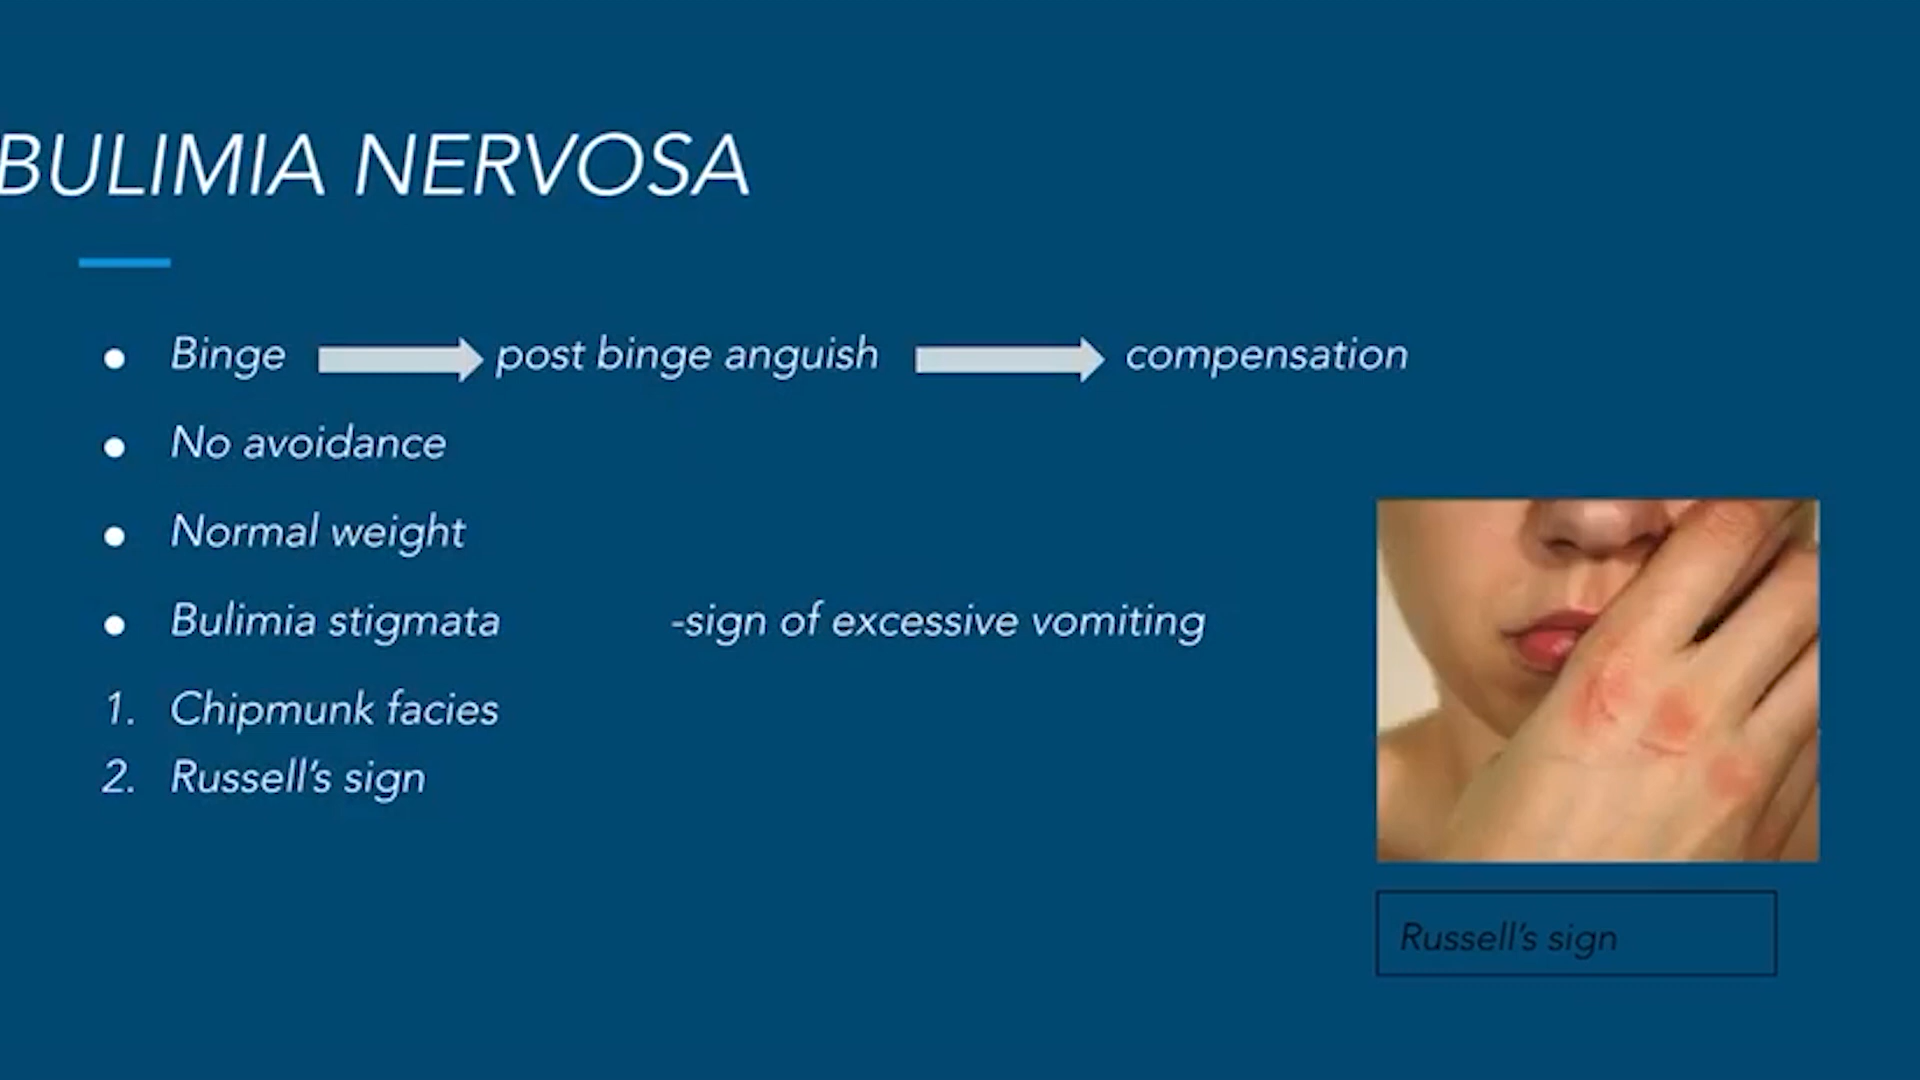 BULIMIA NERVOSA
● Binge post binge anguish compensation
● No avoidance
● Normal weight
● Bulimia stigmata -sign of excessive vomiting
1. Chipmunk facies
2. Russell's sign
Russell's sign